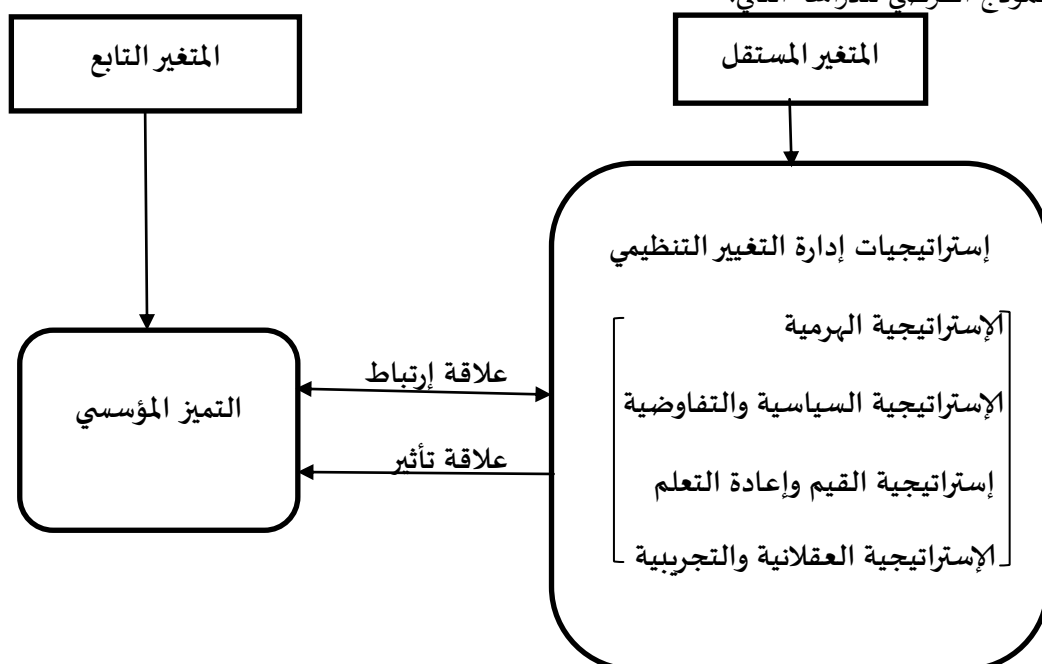 المتغير المستقل
المتغير التابع
إستراتيجيات إدارة التغيير التنظيمي
الإستراتيجية الهرمية
الإستراتيجية السياسية والتفاوضية
إستراتيجية القيم وإعادة التعلم
الإستراتيجية العقلانية والتجريبية
علاقة إرتباط
علاقة تأثير
التميز المؤسسي